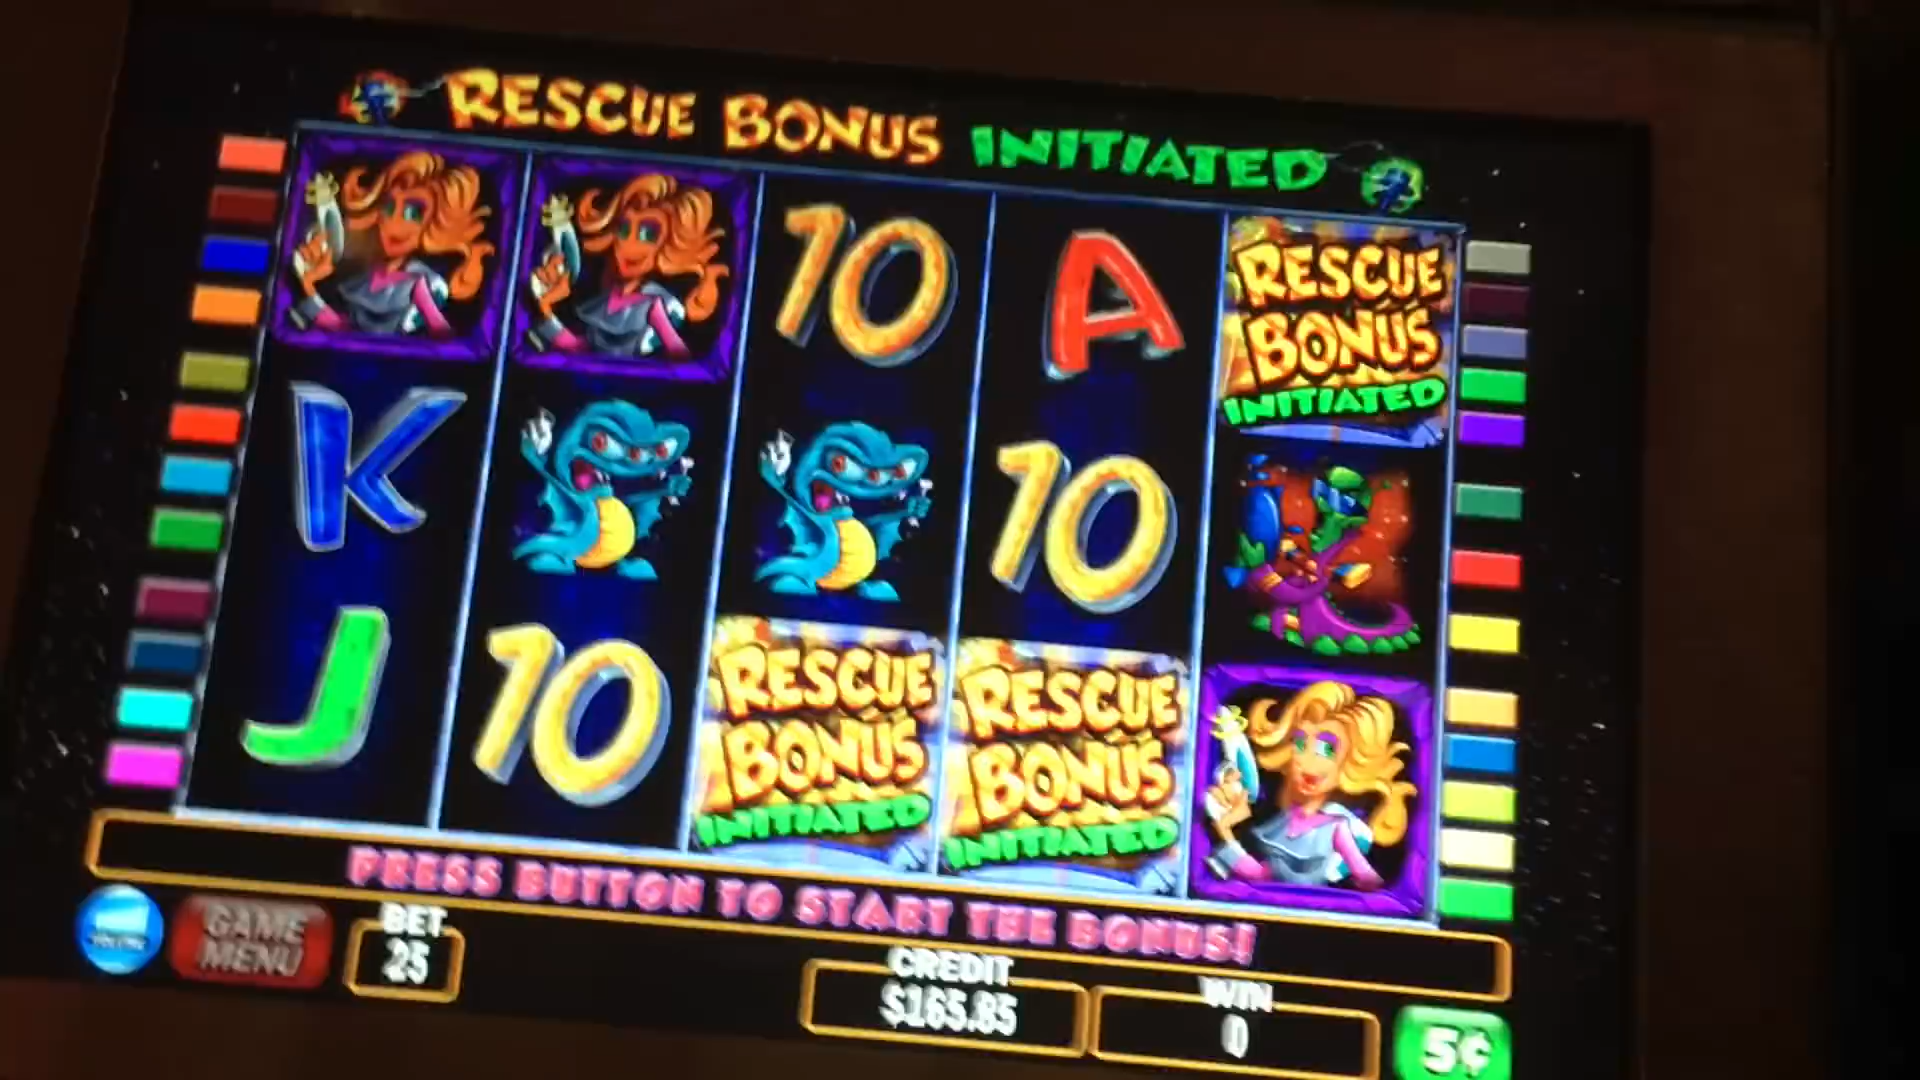 RESCUE BONUS INITIATED
10
A
RESCUE
BONUS
INITIATED
K
10
J
10
RESCUE
BONUS
INITIATED
RESCUE
BONUS
INITIATED
PRESS BUTTON TO START THE BONUS!
GAME
MENU
BET
25
CREDIT
$165.85
WIN
0
5¢